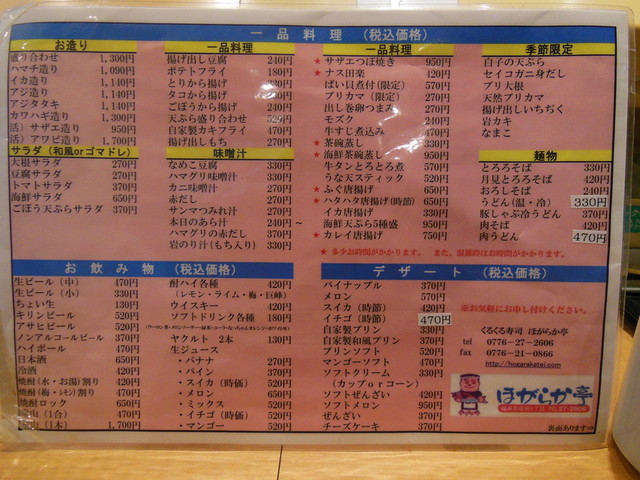 一品料理 (税込価格)
お造り
盛り合わせ 1,300円
ハマチ造り 1,090円
イカ造り 1,140円
アジ造り 1,140円
アジタタキ 1,140円
カワハギ造り 1,300円
活）サザエ造り 950円
活）アワビ造り 1,700円
サラダ（和風orゴマドレ）
大根サラダ 270円
豆腐サラダ 270円
トマトサラダ 370円
海鮮サラダ 650円
ごぼう天ぷらサラダ 370円
一品料理
揚げ出し豆腐 240円
ポテトフライ 180円
とりから揚げ 330円
タコから揚げ 240円
ごぼうから揚げ 240円
天ぷら盛り合わせ 520円
自家製カキフライ 470円
揚げ出しもち 270円
味噌汁
なめこ豆腐 330円
ハマグリ味噌汁 330円
カニ味噌汁 270円
赤だし 270円
サンマつみれ汁 270円
本日のあら汁 240円～
ハマグリの赤だし 370円
岩のり汁(もち入り) 330円
一品料理
★サザエつぼ焼き 950円
★ナス田楽 420円
ばい貝煮付(限定) 570円
ブリカマ（限定） 270円
出し巻卵つまみ 270円
モズク 240円
牛すじ煮込み 470円
★茶碗蒸し 330円
★海鮮茶碗蒸し 950円
牛タンとろとろ煮 570円
うな天スティック 520円
★ふぐ唐揚げ 650円
★ハタハタ唐揚げ(時節) 650円
イカ唐揚げ 330円
海鮮天ぷら5種盛 950円
★カレイ唐揚げ 750円
季節限定
白子の天ぷら
セイコガニ身だし
ブリ大根
天然ブリカマ
揚げ出しいちぢく
岩カキ
なまこ
麺物
とろろそば 330円
月見とろろそば 420円
おろしそば 240円
うどん(温・冷) 330円
豚しゃぶ冷うどん 370円
肉そば 420円
肉うどん 470円
★多少お時間がかかります。 また、混雑時はお時間がかかります。
お飲み物 (税込価格)
生ビール（中） 470円
生ビール（小） 330円
ちょい生 130円
キリンビール 520円
アサヒビール 520円
ノンアルコールビール 370円
ハイボール 470円
日本酒 650円
冷酒 420円
焼酎(水・お湯)割り 420円
焼酎(梅・レモン)割り 470円
焼酎ロック 650円
山（1合） 470円
山（1本） 1,700円
酎ハイ各種 420円
（レモン・ライム・梅・巨峰）
ウイスキー 420円
ソフトドリンク各種 180円
ヤクルト 2本 130円
生ジュース
・バナナ 270円
・パイン 370円
・スイカ（時価） 520円
・メロン 650円
・ミックス 520円
・イチゴ（時価） 520円
・マンゴー 520円
デザート (税込価格)
パイナップル 370円
メロン 570円
スイカ（時節） 420円
イチゴ（時節） 470円
自家製プリン 330円
自家製和風プリン 370円
プリンソフト 520円
マンゴーソフト 470円
ソフトクリーム 330円
（カップorコーン）
ソフトぜんざい 420円
ソフトメロン 950円
ぜんざい 370円
チーズケーキ 370円
※お気軽にお申し付けください。
くるくる寿司 ほがらか亭
tel 0776-27-2606
fax 0776-21-0866
http://hogarakatei.com
ほがらか亭
裏面あります⇒